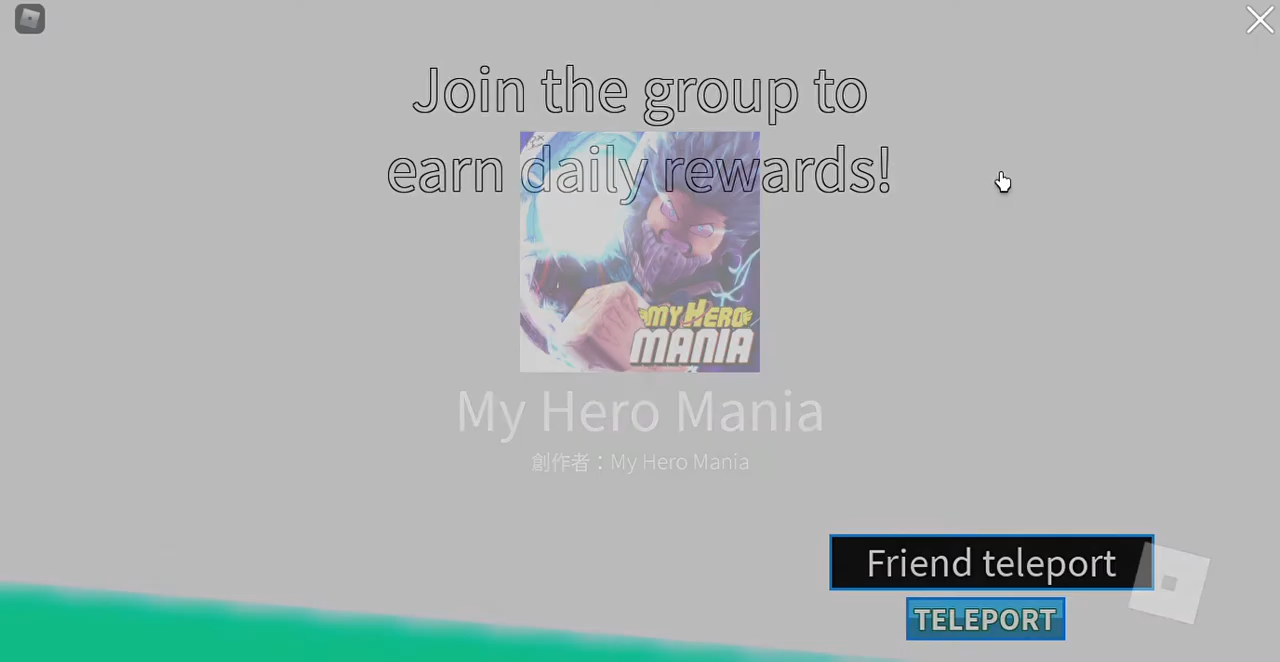 Join the group to
earn daily rewards!
MY HERO
MANIA
My Hero Mania
創作者：My Hero Mania
Friend teleport
TELEPORT